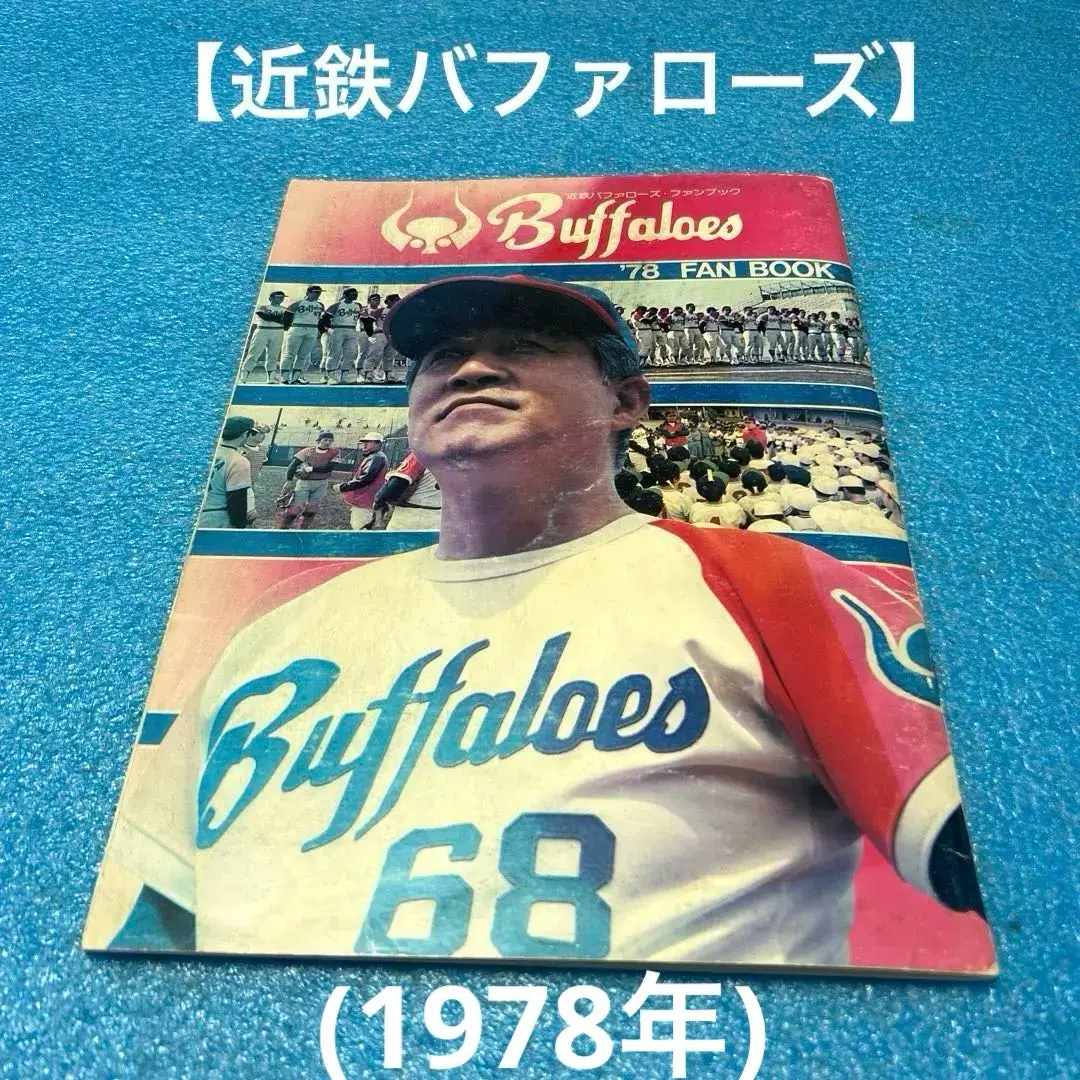 【近鉄バファローズ】
近鉄バファローズ・ファンブック
Buffaloes
'78 FAN BOOK
Buffaloes
68
(1978年)